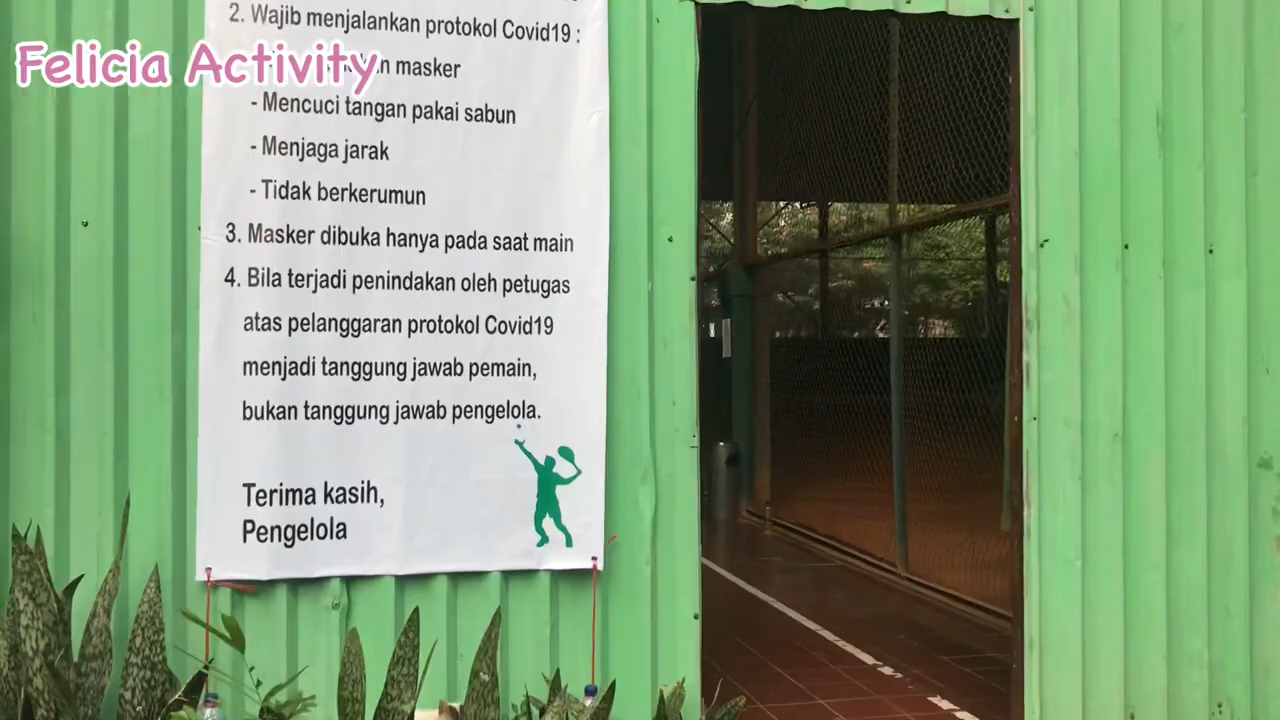 2. Wajib menjalankan protokol Covid19 :
Felicia Activity
masker
- Mencuci tangan pakai sabun
- Menjaga jarak
- Tidak berkerumun
3. Masker dibuka hanya pada saat main
4. Bila terjadi penindakan oleh petugas
atas pelanggaran protokol Covid19
menjadi tanggung jawab pemain,
bukan tanggung jawab pengelola.
Terima kasih,
Pengelola